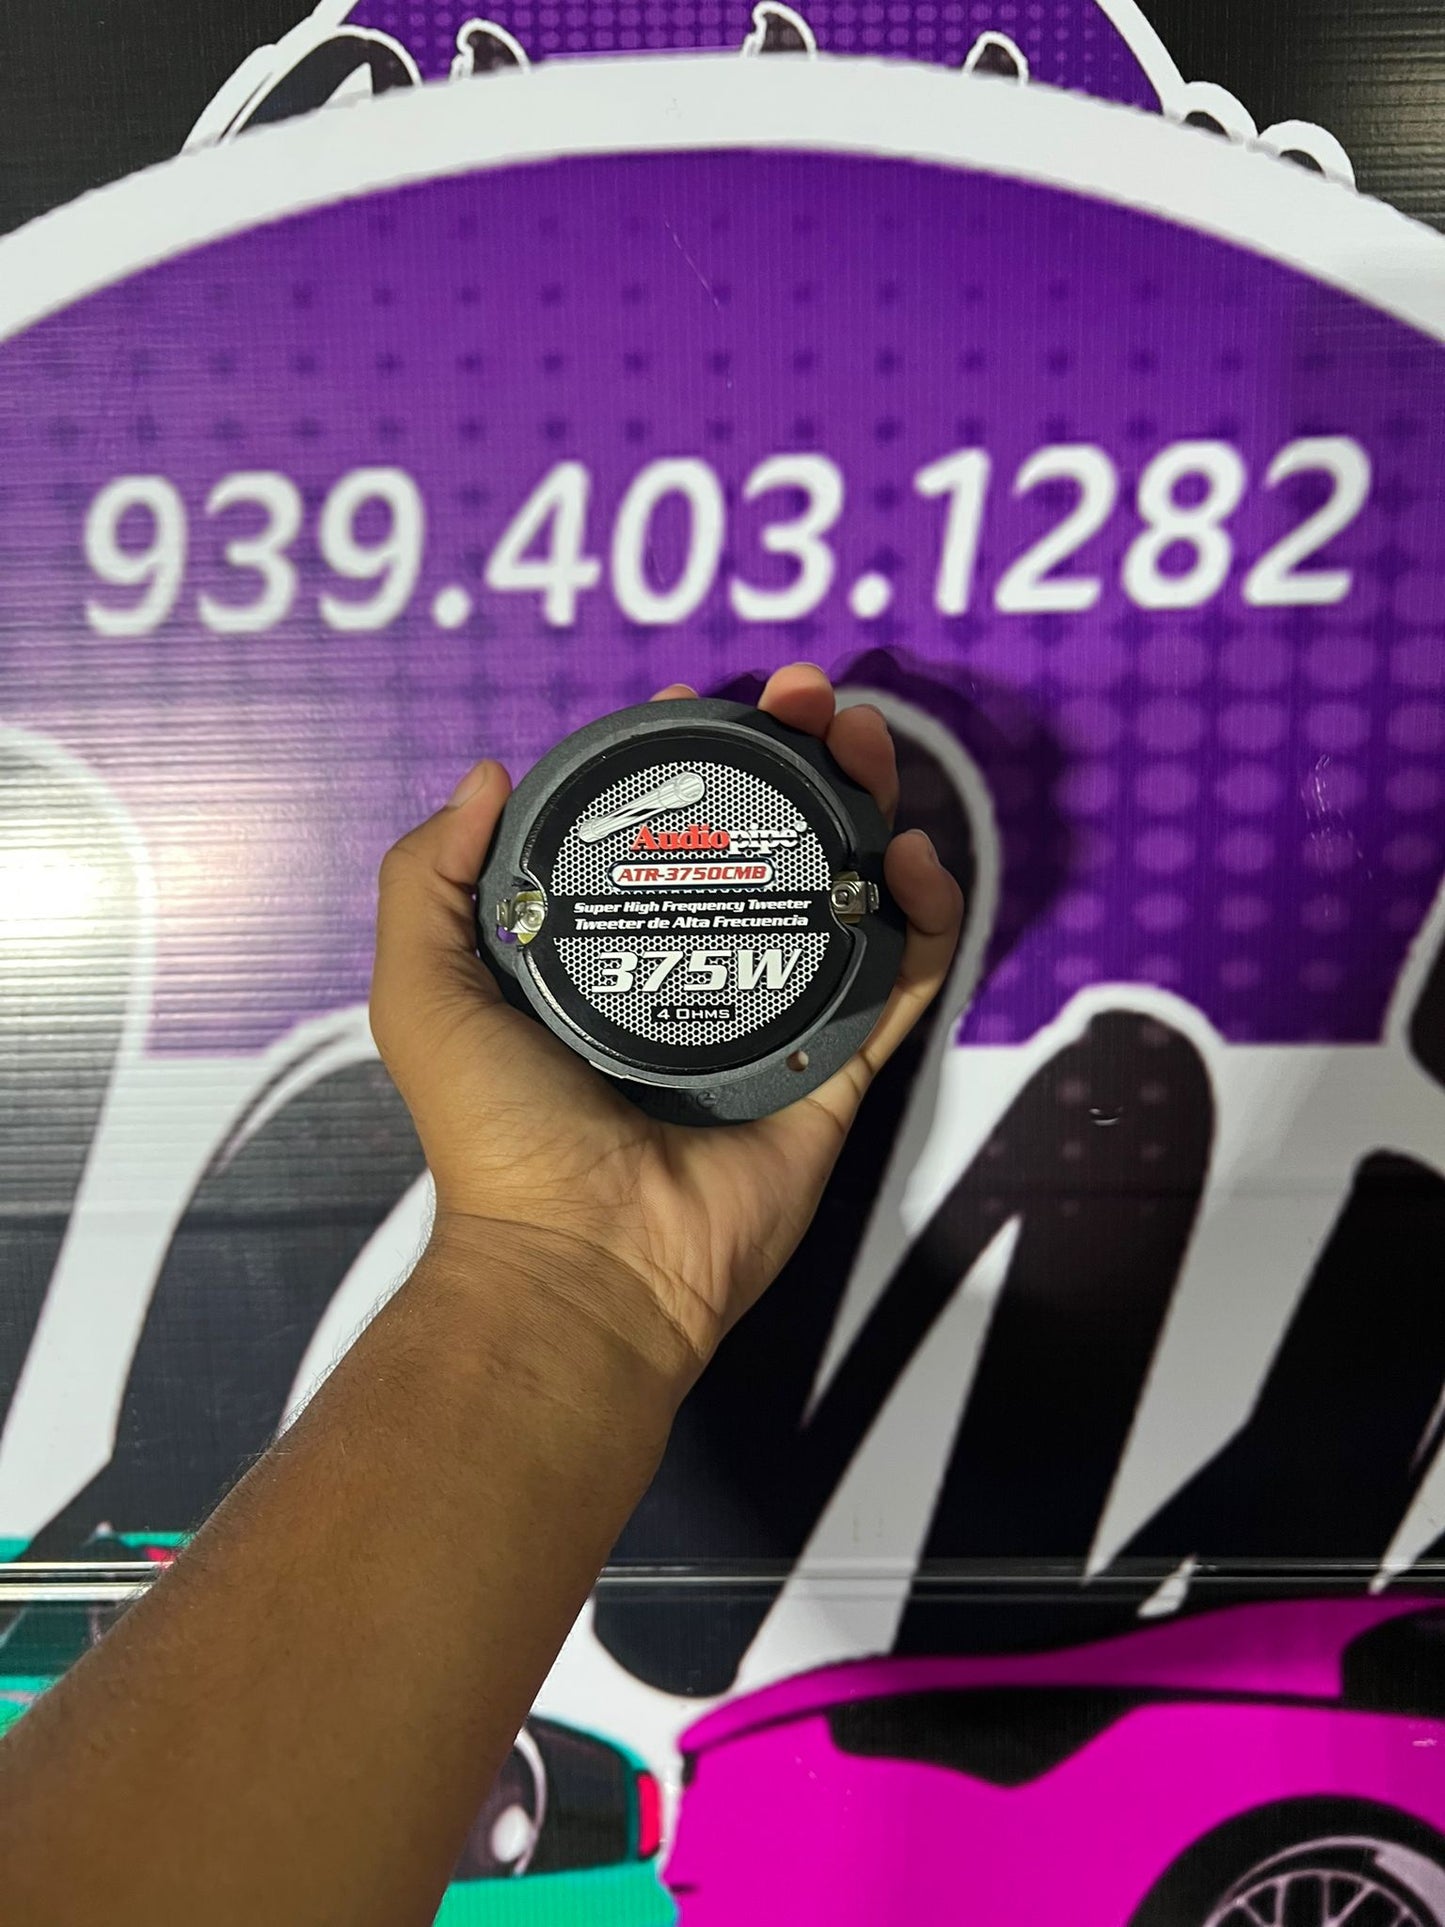 939.403.1282
Audiopipe®
ATR-3750CMB
Super High Frequency Tweeter
Tweeter de Alta Frecuencia
375W
4 OHMS